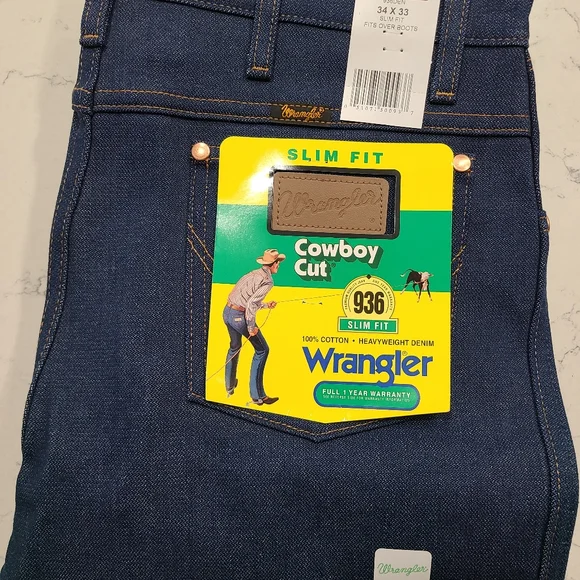 936DEN
34 X 33
SLIM FIT
FITS OVER BOOTS
Wrangler
SLIM FIT
Wrangler
Cowboy
Cut
936
SLIM FIT
100% COTTON • HEAVYWEIGHT DENIM
Wrangler
FULL 1 YEAR WARRANTY
Wrangler